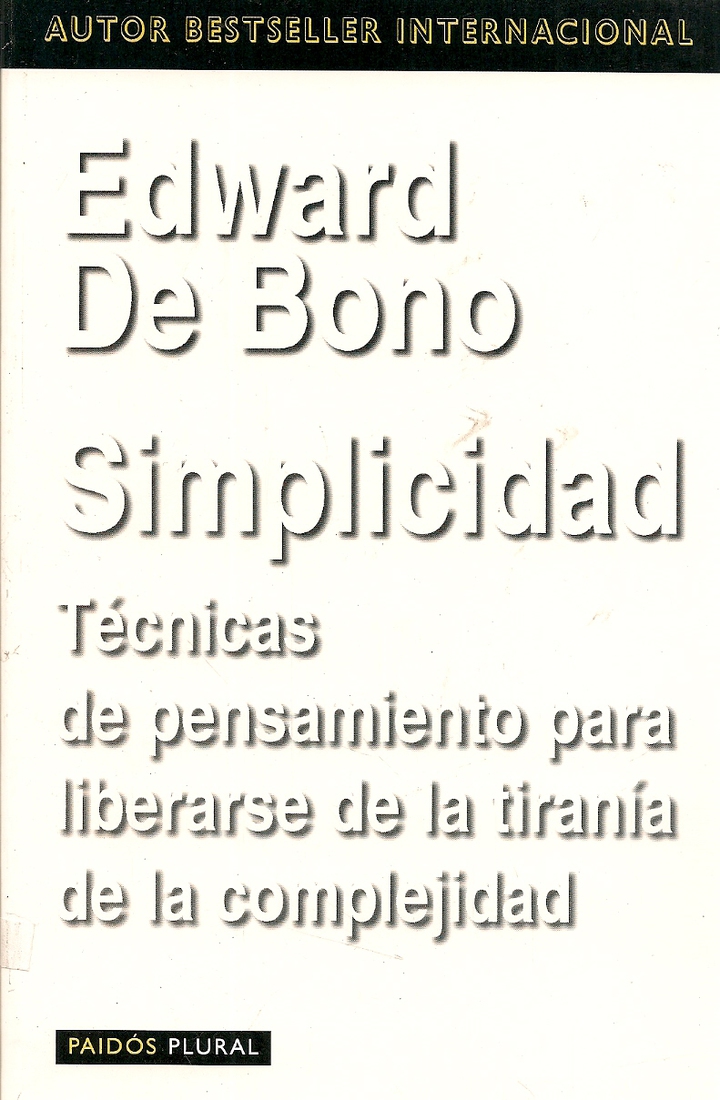 AUTOR BESTSELLER INTERNACIONAL
Edward
De Bono
Simplicidad
Técnicas
de pensamiento para
liberarse de la tiranía
de la complejidad
PAIDÓS PLURAL